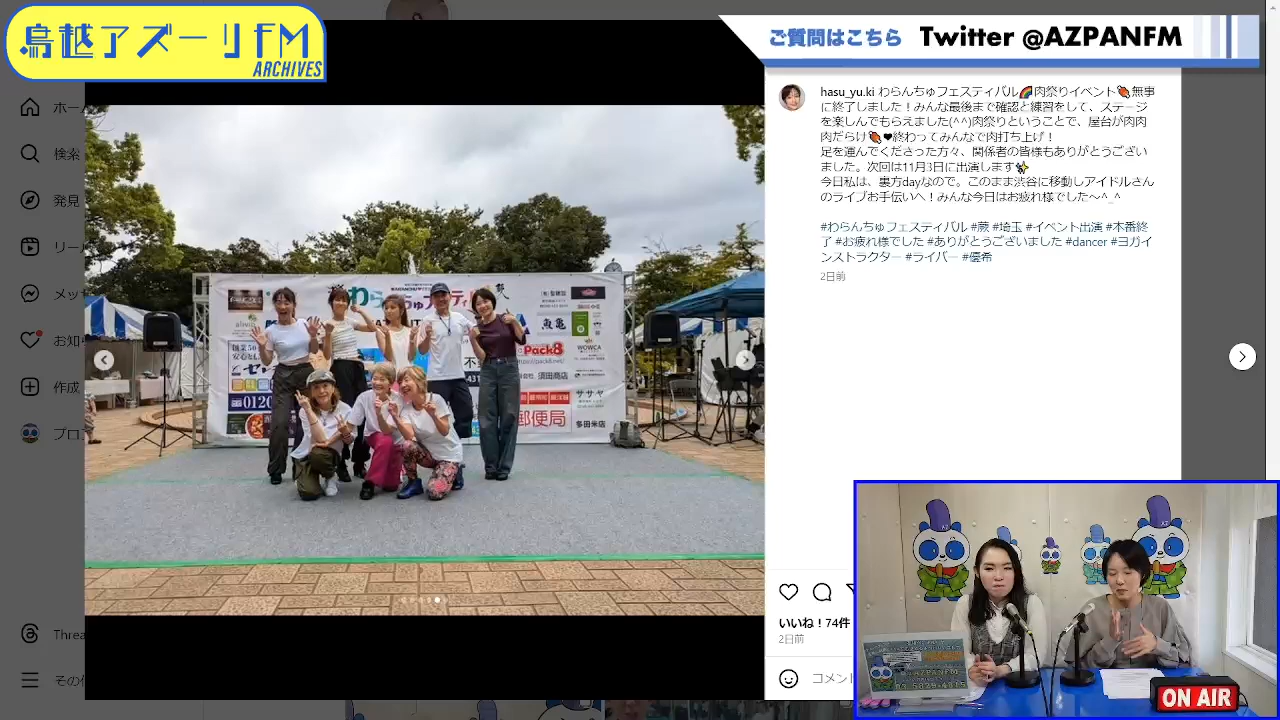 鳥越アズーリFM
ARCHIVES
ご質問はこちら Twitter @AZPANFM
ホーム
検索
発見
リール
メッ
お知ら
作成
プロ
Threa
その他
hasu_yu.ki わらんちゅフェスティバル🌈肉祭りイベント🍖無事
に終了しました！みんな最後まで確認と練習をして、ステージ
を楽しんでもらえました(^^)肉祭りということで、屋台が肉肉
肉だらけ🍖❤終わってみんなで肉打ち上げ！
足を運んでくださった方々、関係者の皆様もありがとうござい
ました。次回は11月3日に出演します✨
今日私は、裏方dayなので。このまま渋谷に移動しアイドルさん
のライブお手伝いへ！みんな今日はお疲れ様でした〜^_^
#わらんちゅフェスティバル #蕨 #埼玉 #イベント出演 #本番終
了 #お疲れ様でした #ありがとうございました #dancer #ヨガイ
ンストラクター #ライバー #優希
2日前
いいね！74件
2日前
コメント
魚亀
Pack8
https://pack8.net/
須田商店
WOWCA
ササヤ
郵便局
多田米店
0120
AZPANFM
03-5829-4875
ON AIR